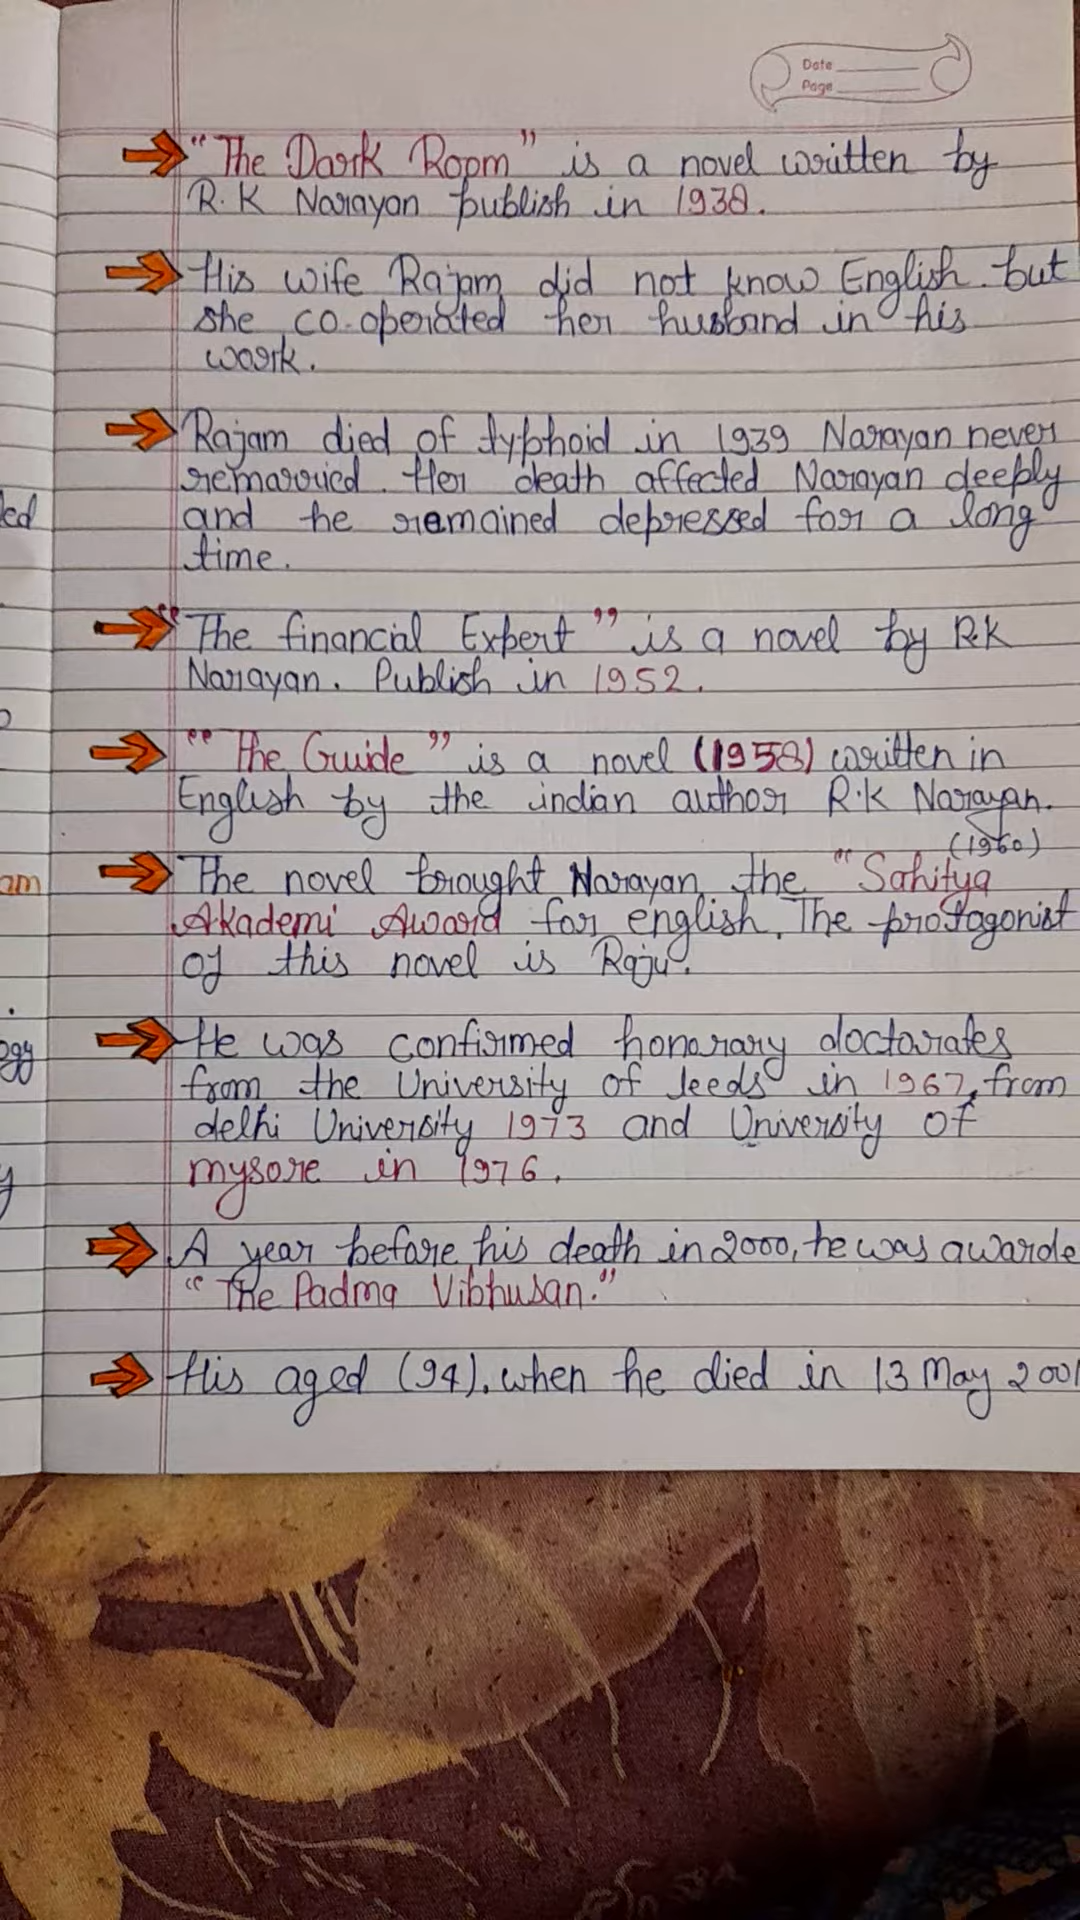 Date
Page
"The Dark Room" is a novel written by
R.K Narayan publish in 1938.
His wife Rajam did not know English. but
she co-operated her husband in his
work.
Rajam died of typhoid in 1939 Narayan never
remarried. Her death affected Narayan deeply
and he remained depressed for a long
time.
"The financial Expert" is a novel by R.K
Narayan. Publish in 1952.
"The Guide" is a novel (1958) written in
English by the indian author R.K Narayan.
(1960)
The novel brought Narayan the "Sahitya
Akademi Award for english. The protagonist
of this novel is Raju.
He was confirmed honorary doctorates
from the University of leeds in 1967, from
delhi University 1973 and University of
mysore in 1976.
A year before his death in 2000, he was awarde
"The Padma Vibhusan."
His aged (94). when he died in 13 May 2001
led
am
ogy
y